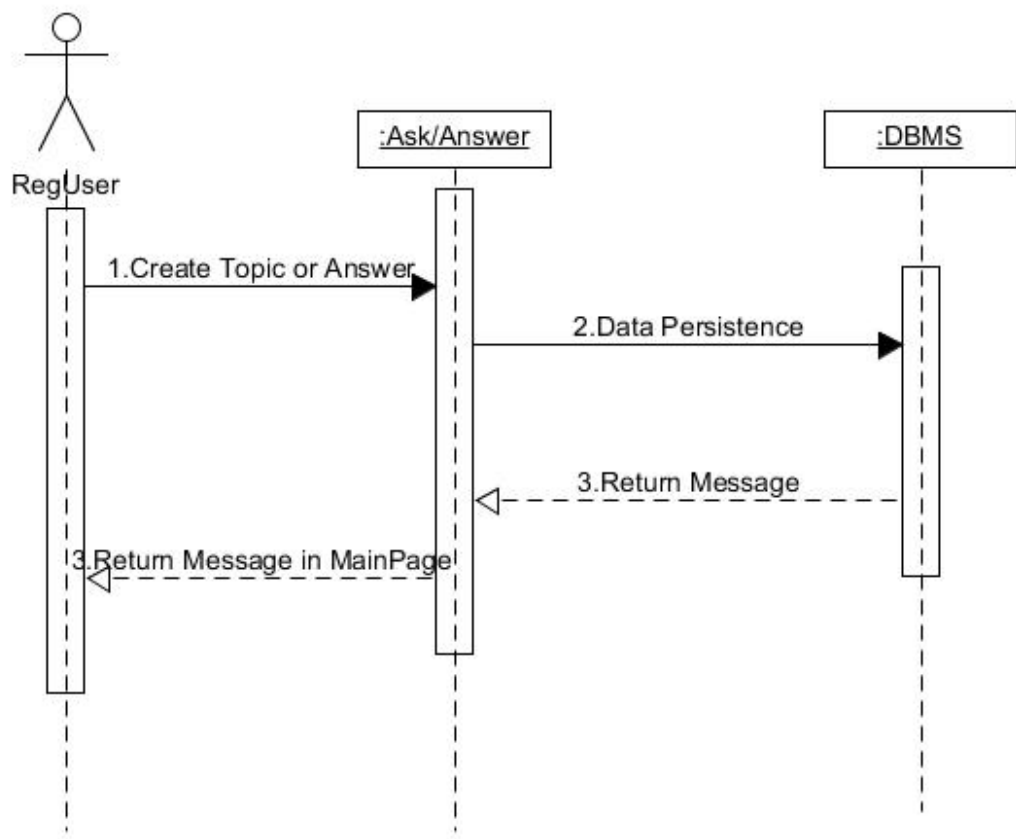 :Ask/Answer
:DBMS
RegUser
1.Create Topic or Answer
2.Data Persistence
3.Return Message
3.Return Message in MainPage